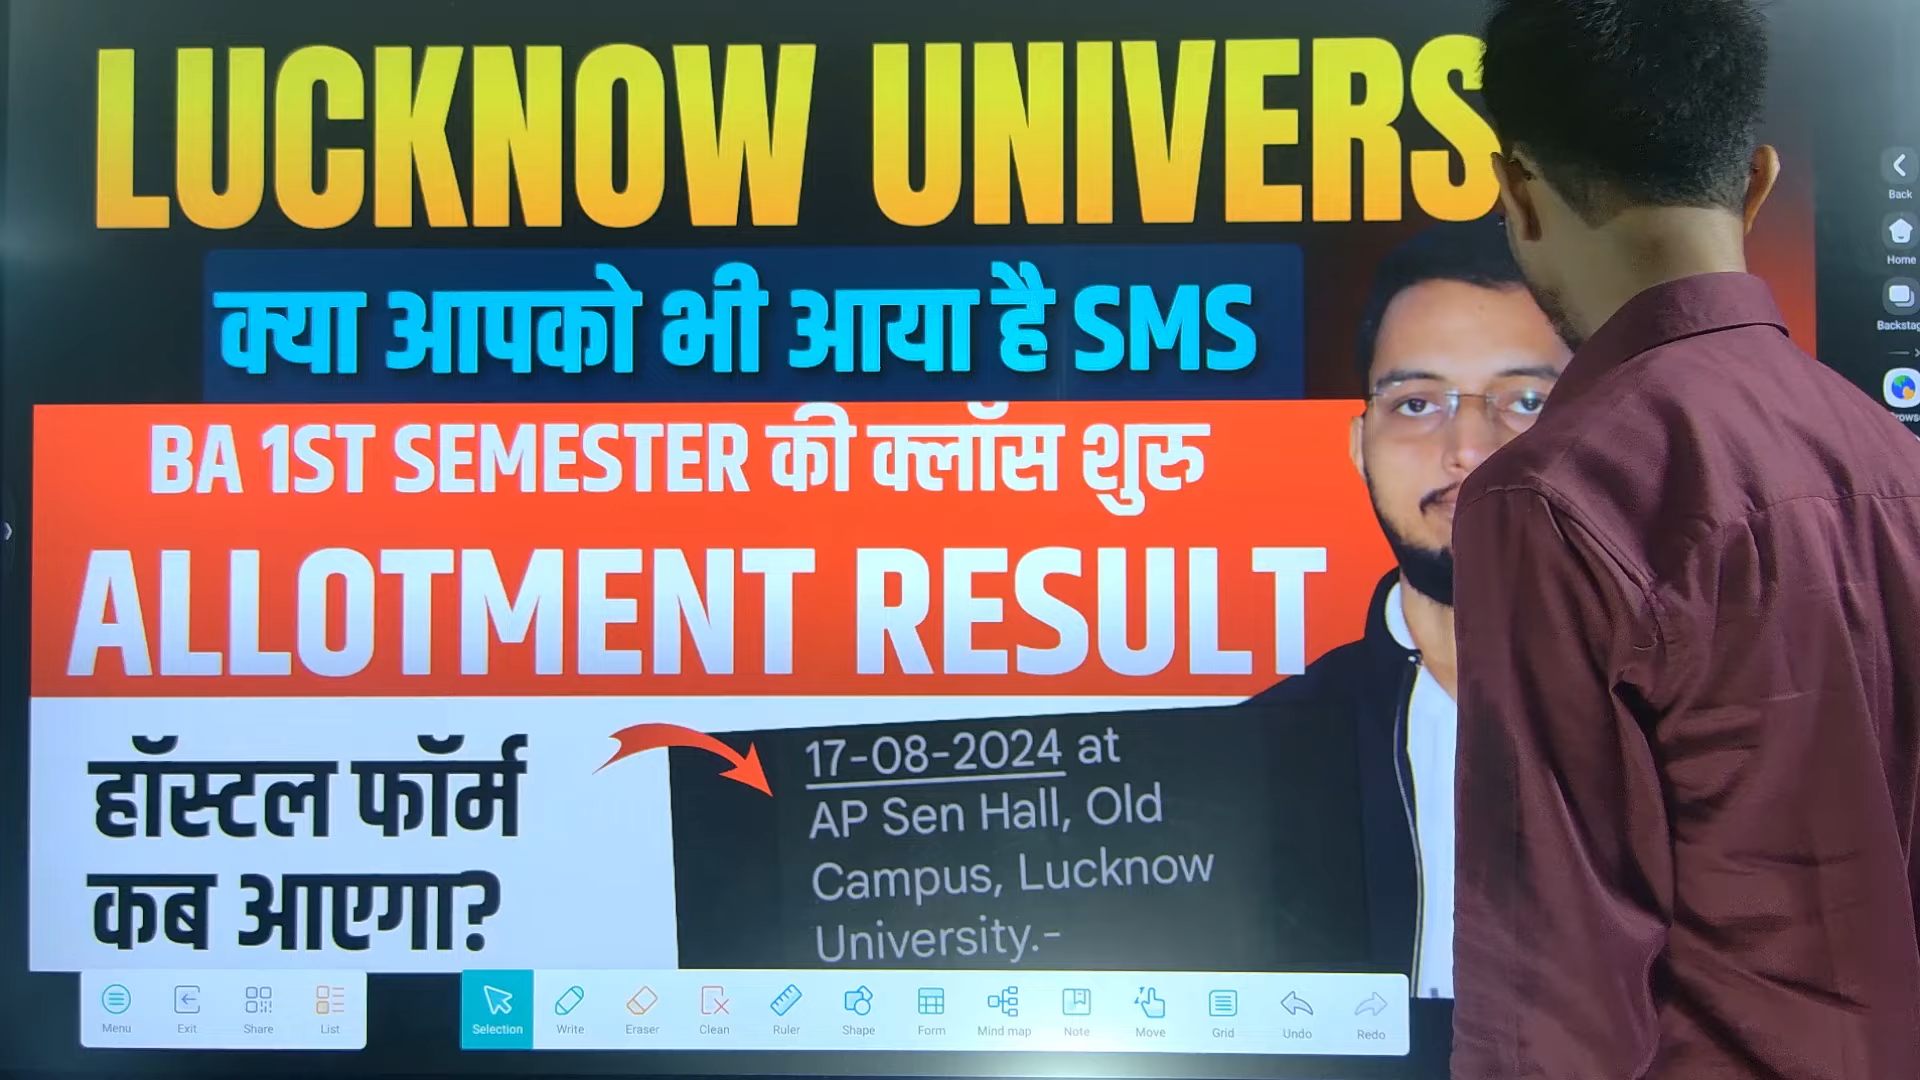 LUCKNOW UNIVERS
क्या आपको भी आया है SMS
BA 1ST SEMESTER की क्लॉस शुरु
ALLOTMENT RESULT
हॉस्टल फॉर्म
कब आएगा?
17-08-2024 at
AP Sen Hall, Old
Campus, Lucknow
University.-
Back
Home
Backstag
Menu
Exit
Share
List
Selection
Write
Eraser
Clean
Ruler
Shape
Form
Mind map
Note
Move
Grid
Undo
Redo